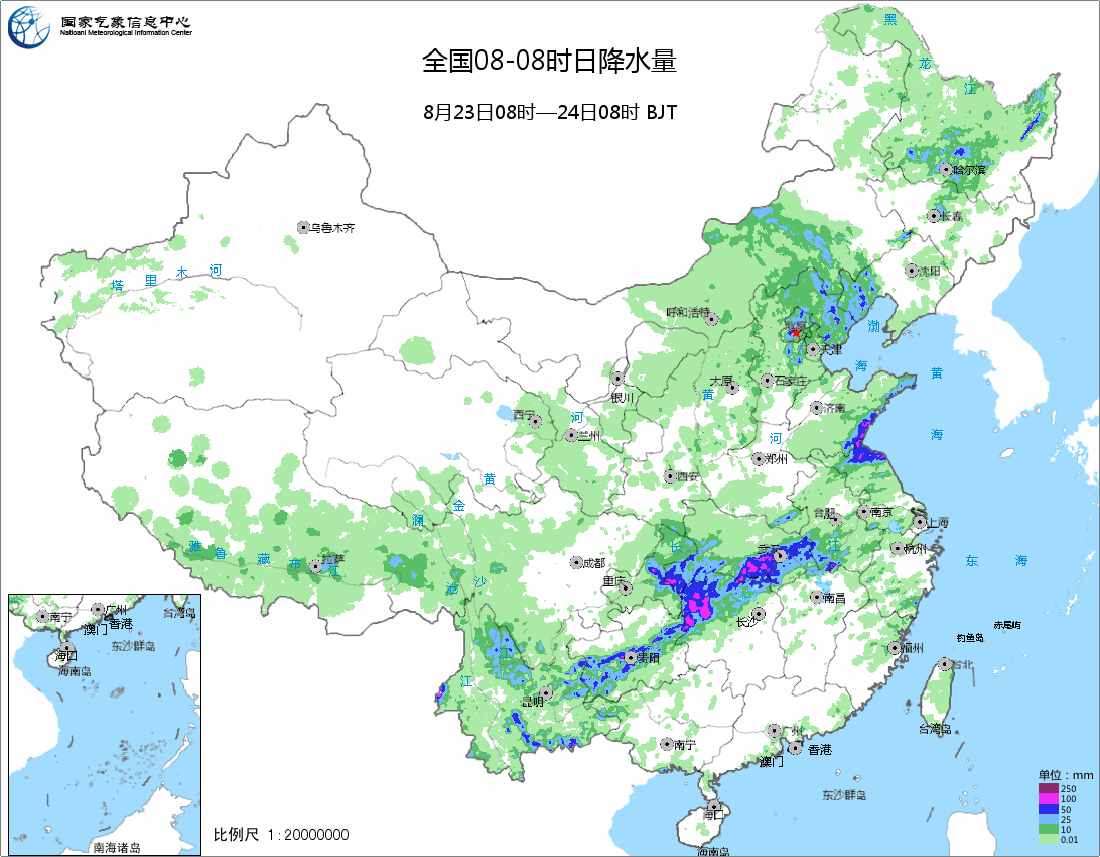 国家气象信息中心
Nationanl Meteorological Information Center
全国08-08时日降水量
8月23日08时—24日08时 BJT
黑
龙
江
哈尔滨
长春
沈阳
乌鲁木齐
塔 里 木 河
呼和浩特
北京
天津
渤
海
黄
海
银川
太原
石家庄
黄
济南
西宁
河
兰州
河
郑州
西安
黄
金
澜
合肥
南京
上海
雅 鲁 藏 布 江
拉萨
成都
长
武汉
江
杭州
东 海
沧
沙
重庆
南昌
长沙
赤尾屿
钓鱼岛
江
贵阳
福州
台北
江
昆明
台湾岛
南宁
广州
澳门
香港
东沙群岛
海口
海南岛
南宁
广州
澳门
香港
台湾岛
海口
海南岛
东沙群岛
南海诸岛
比例尺 1:20000000
单位：mm
250
100
50
25
10
0.01